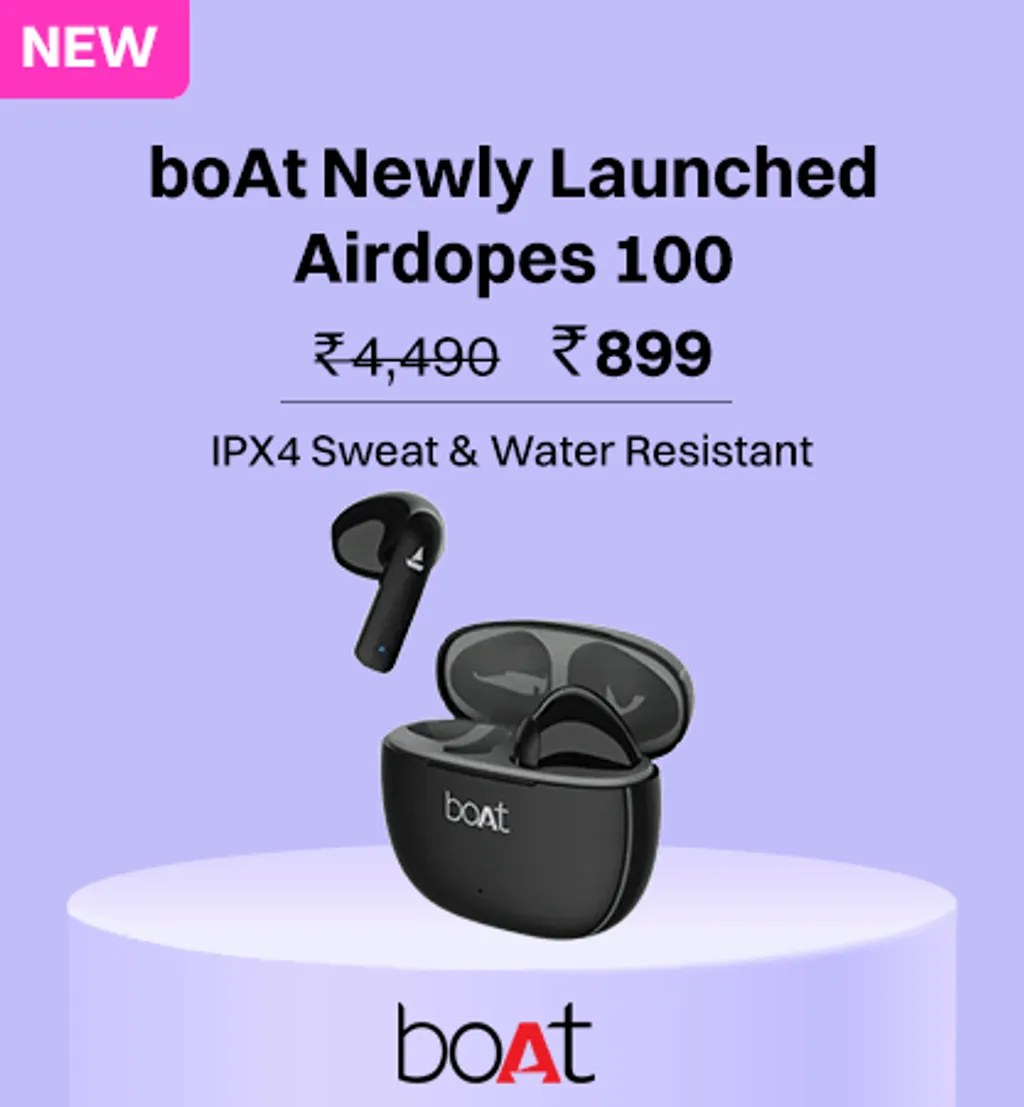 NEW
boAt Newly Launched
Airdopes 100
₹4,490 ₹899
IPX4 Sweat & Water Resistant
boAt
boAt